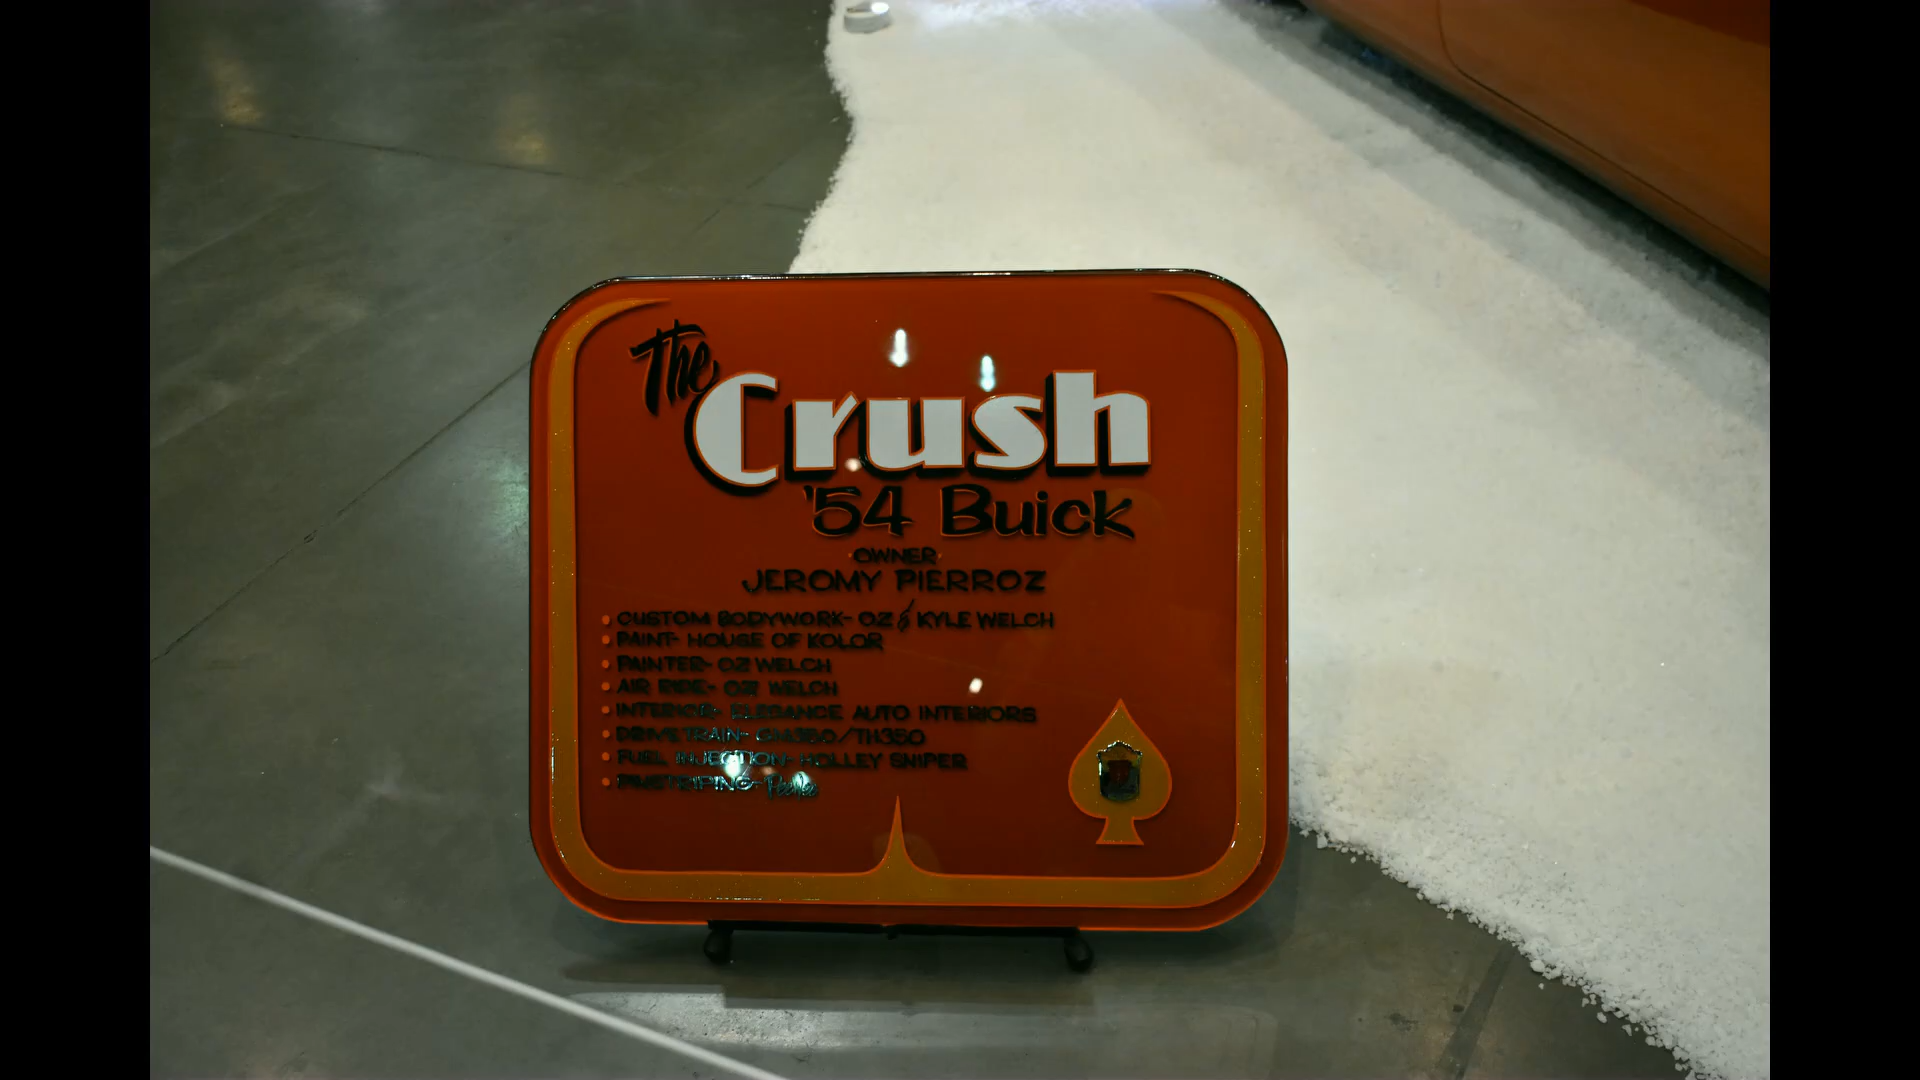 The
Crush
'54 Buick
OWNER
JEROMY PIERROZ
CUSTOM BODYWORK- OZ & KYLE WELCH
PAINT- HOUSE OF KOLOR
PAINTER- OZ WELCH
AIR RIDE- OZ WELCH
INTERIOR- ELEGANCE AUTO INTERIORS
DRIVETRAIN- GM350/TH350
FUEL INJECTION- HOLLEY SNIPER
PINSTRIPING-